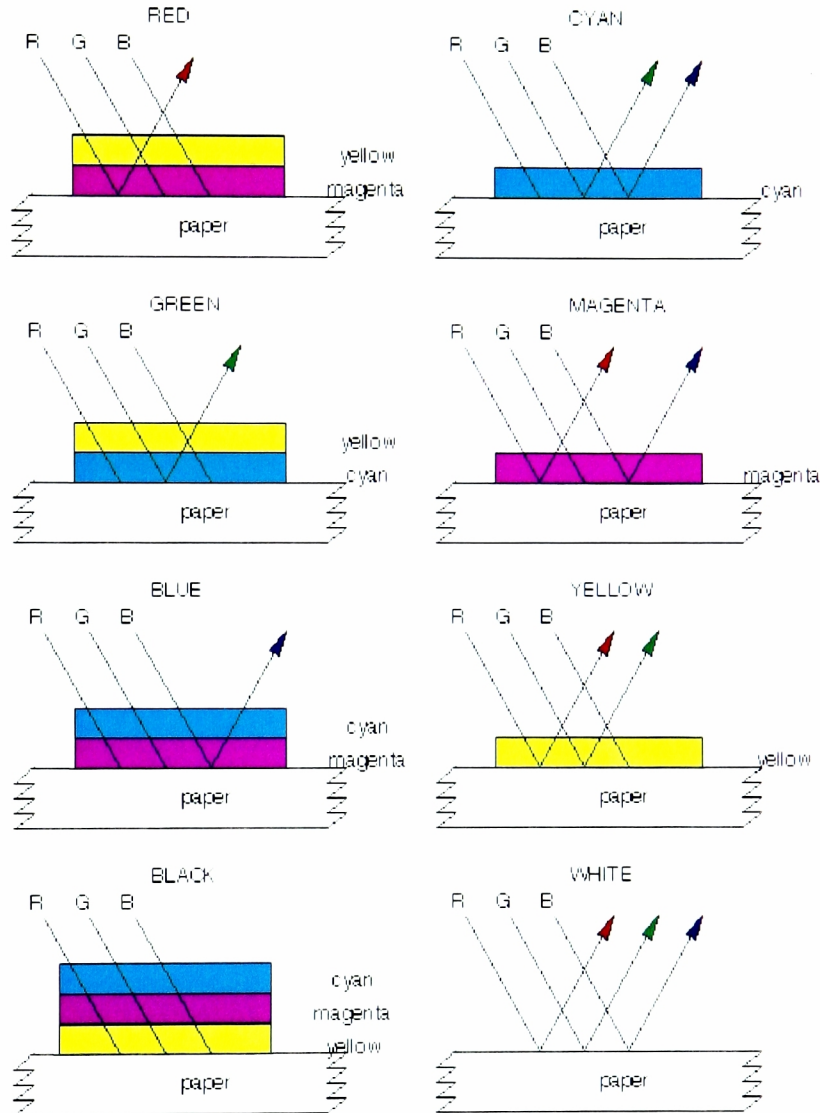 RED
R G B
yellow
magenta
paper
CYAN
R G B
cyan
paper
GREEN
R G B
yellow
cyan
paper
MAGENTA
R G B
magenta
paper
BLUE
R G B
cyan
magenta
paper
YELLOW
R G B
yellow
paper
BLACK
R G B
cyan
magenta
yellow
paper
WHITE
R G B
paper